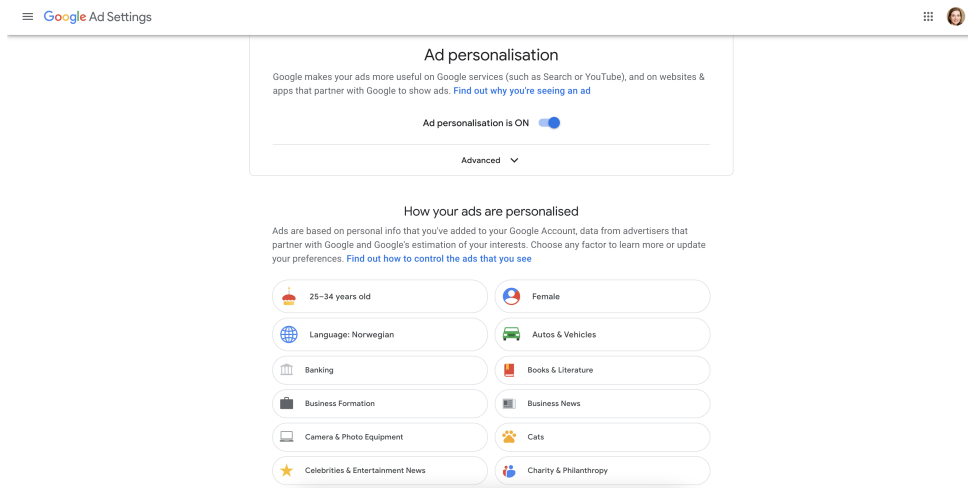 Google Ad Settings
Ad personalisation
Google makes your ads more useful on Google services (such as Search or YouTube), and on websites &
apps that partner with Google to show ads. Find out why you're seeing an ad
Ad personalisation is ON
Advanced
How your ads are personalised
Ads are based on personal info that you've added to your Google Account, data from advertisers that
partner with Google and Google's estimation of your interests. Choose any factor to learn more or update
your preferences. Find out how to control the ads that you see
25–34 years old
Female
Language: Norwegian
Autos & Vehicles
Banking
Books & Literature
Business Formation
Business News
Camera & Photo Equipment
Cats
Celebrities & Entertainment News
Charity & Philanthropy